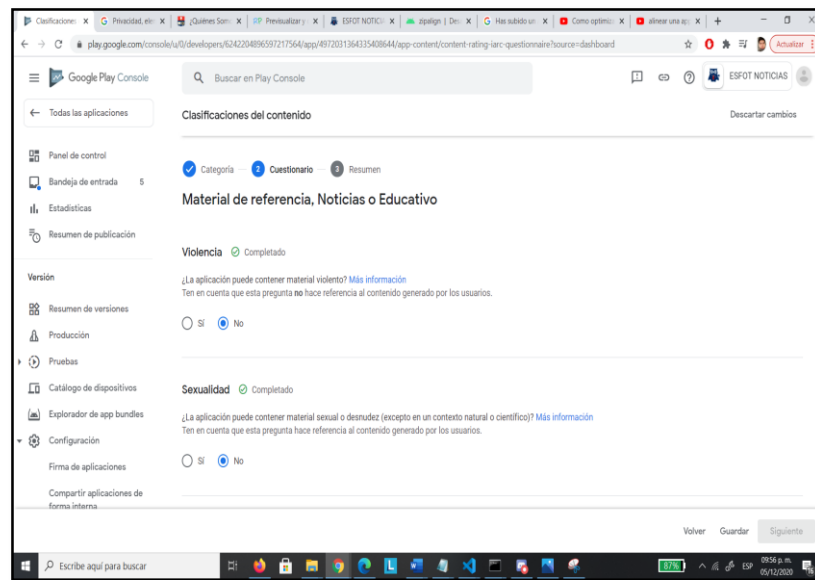 Clasificaciones
Privacidad, ele
¿Quiénes Som
Previsualizar y
ESFOT NOTICI
zipalign | De
Has subido un
Como optimiz
alinear una ap
play.google.com/console/u/0/developers/6242204896597217564/app/4972031364335408644/app-content/content-rating-iarc-questionnaire?source=dashboard
Actualizar
Google Play Console
Buscar en Play Console
ESFOT NOTICIAS
Todas las aplicaciones
Clasificaciones del contenido
Descartar cambios
Panel de control
Bandeja de entrada 5
Estadísticas
Resumen de publicación
Versión
Resumen de versiones
Producción
Pruebas
Catálogo de dispositivos
Explorador de app bundles
Configuración
Firma de aplicaciones
Compartir aplicaciones de
forma interna
Categoría 2 Cuestionario 3 Resumen
Material de referencia, Noticias o Educativo
Violencia Completado
¿La aplicación puede contener material violento? Más información
Ten en cuenta que esta pregunta no hace referencia al contenido generado por los usuarios.
Sí No
Sexualidad Completado
¿La aplicación puede contener material sexual o desnudez (excepto en un contexto natural o científico)? Más información
Ten en cuenta que esta pregunta hace referencia al contenido generado por los usuarios.
Sí No
Volver Guardar Siguiente
Escribe aquí para buscar
87%
ESP
09:56 p. m.
05/12/2020